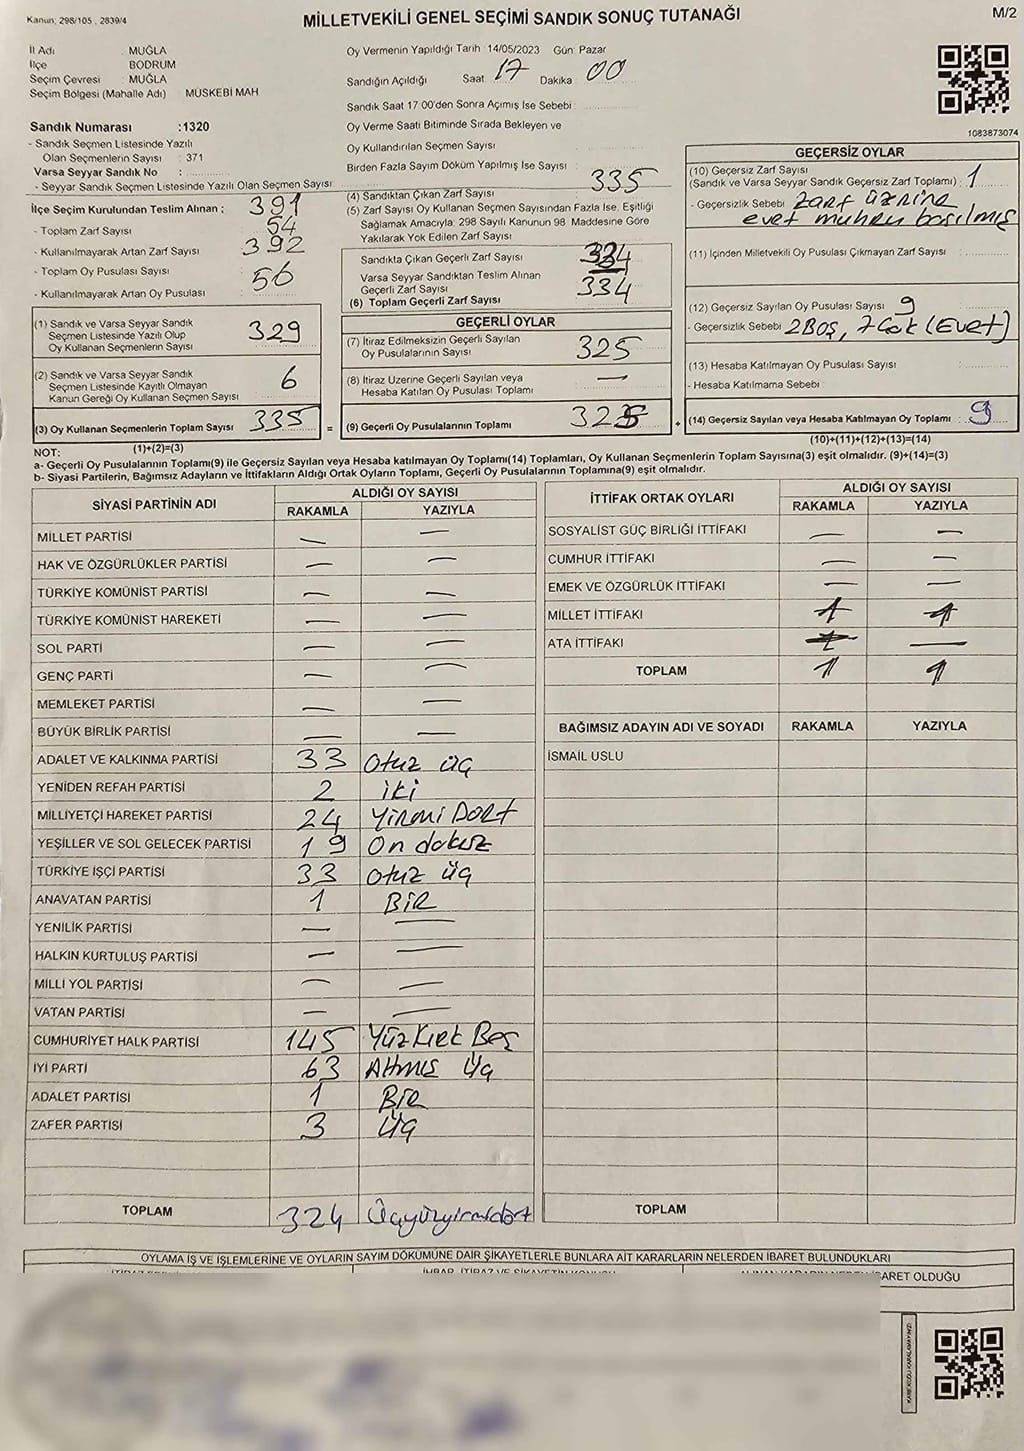 Kanun: 298/105 , 2839/4
MİLLETVEKİLİ GENEL SEÇİMİ SANDIK SONUÇ TUTANAĞI
M/2
İl Adı : MUĞLA
İlçe BODRUM
Seçim Çevresi : MUĞLA
Seçim Bölgesi (Mahalle Adı) MÜSKEBİ MAH
Sandık Numarası :1320
- Sandık Seçmen Listesinde Yazılı
Olan Seçmenlerin Sayısı : 371
Varsa Seyyar Sandık No :
- Seyyar Sandık Seçmen Listesinde Yazılı Olan Seçmen Sayısı
İlçe Seçim Kurulundan Teslim Alınan ;
- Toplam Zarf Sayısı 391
- Kullanılmayarak Artan Zarf Sayısı 54
- Toplam Oy Pusulası Sayısı 392
- Kullanılmayarak Artan Oy Pusulası 56
Oy Vermenin Yapıldığı Tarih 14/05/2023 Gün: Pazar
Sandığın Açıldığı Saat 17 Dakika 00
Sandık Saat 17 00'den Sonra Açımış İse Sebebi :
Oy Verme Saati Bitiminde Sırada Bekleyen ve
Oy Kullandırılan Seçmen Sayısı
Birden Fazla Sayım Döküm Yapılmış İse Sayısı :
(4) Sandıktan Çıkan Zarf Sayısı 335
(5) Zarf Sayısı Oy Kullanan Seçmen Sayısından Fazla İse, Eşitliği
Sağlamak Amacıyla; 298 Sayılı Kanunun 98 Maddesine Göre
Yakılarak Yok Edilen Zarf Sayısı
Sandıkta Çıkan Geçerli Zarf Sayısı 334
Varsa Seyyar Sandıktan Teslim Alınan
Geçerli Zarf Sayısı
(6) Toplam Geçerli Zarf Sayısı 334
1083873074
GEÇERSİZ OYLAR
(10) Geçersiz Zarf Sayısı
(Sandık ve Varsa Seyyar Sandık Geçersiz Zarf Toplamı) : 1
- Geçersizlik Sebebi zarf üzrine
evet muhru basılmış
(11) İçinden Milletvekili Oy Pusulası Çıkmayan Zarf Sayısı
(12) Geçersiz Sayılan Oy Pusulası Sayısı 9
- Geçersizlik Sebebi 2 BOŞ, 7 Çok (Evet)
(13) Hesaba Katılmayan Oy Pusulası Sayısı
- Hesaba Katılmama Sebebi :
(14) Geçersiz Sayılan veya Hesaba Katılmayan Oy Toplamı : 9
(10)+(11)+(12)+(13)=(14)
(1) Sandık ve Varsa Seyyar Sandık
Seçmen Listesinde Yazılı Olup
Oy Kullanan Seçmenlerin Sayısı 329
(2) Sandık ve Varsa Seyyar Sandık
Seçmen Listesinde Kayıtlı Olmayan
Kanun Gereği Oy Kullanan Seçmen Sayısı 6
(3) Oy Kullanan Seçmenlerin Toplam Sayısı 335 =
(1)+(2)=(3)
GEÇERLİ OYLAR
(7) İtiraz Edilmeksizin Geçerli Sayılan
Oy Pusulalarının Sayısı 325
(8) İtiraz Üzerine Geçerli Sayılan veya
Hesaba Katılan Oy Pusulası Toplamı —
(9) Geçerli Oy Pusulalarının Toplamı 325 +
NOT:
a- Geçerli Oy Pusulalarının Toplamı(9) ile Geçersiz Sayılan veya Hesaba katılmayan Oy Toplamı(14) Toplamları, Oy Kullanan Seçmenlerin Toplam Sayısına(3) eşit olmalıdır. (9)+(14)=(3)
b- Siyasi Partilerin, Bağımsız Adayların ve İttifakların Aldığı Ortak Oyların Toplamı, Geçerli Oy Pusulalarının Toplamına(9) eşit olmalıdır.
SİYASİ PARTİNİN ADI ALDIĞI OY SAYISI
RAKAMLA YAZIYLA
MİLLET PARTİSİ — —
HAK VE ÖZGÜRLÜKLER PARTİSİ — —
TÜRKİYE KOMÜNİST PARTİSİ — —
TÜRKİYE KOMÜNİST HAREKETİ — —
SOL PARTİ — —
GENÇ PARTİ — —
MEMLEKET PARTİSİ — —
BÜYÜK BİRLİK PARTİSİ — —
ADALET VE KALKINMA PARTİSİ 33 otuz üç
YENİDEN REFAH PARTİSİ 2 iki
MİLLİYETÇİ HAREKET PARTİSİ 24 Yirmi Dört
YEŞİLLER VE SOL GELECEK PARTİSİ 19 On dokuz
TÜRKİYE İŞÇİ PARTİSİ 33 otuz üç
ANAVATAN PARTİSİ 1 BİR
YENİLİK PARTİSİ — —
HALKIN KURTULUŞ PARTİSİ — —
MİLLİ YOL PARTİSİ — —
VATAN PARTİSİ — —
CUMHURİYET HALK PARTİSİ 145 Yüz Kırk Beş
İYİ PARTİ 63 Altmış üç
ADALET PARTİSİ 1 Bir
ZAFER PARTİSİ 3 üç
TOPLAM 324 Üçyüzyirmidört
İTTİFAK ORTAK OYLARI ALDIĞI OY SAYISI
RAKAMLA YAZIYLA
SOSYALİST GÜÇ BİRLİĞİ İTTİFAKI — —
CUMHUR İTTİFAKI — —
EMEK VE ÖZGÜRLÜK İTTİFAKI — —
MİLLET İTTİFAKI 1 1
ATA İTTİFAKI —
TOPLAM 1 1
BAĞIMSIZ ADAYIN ADI VE SOYADI RAKAMLA YAZIYLA
İSMAİL USLU
TOPLAM
OYLAMA İŞ VE İŞLEMLERİNE VE OYLARIN SAYIM DÖKÜMÜNE DAİR ŞİKAYETLERLE BUNLARA AİT KARARLARIN NELERDEN İBARET BULUNDUKLARI
İBARET OLDUĞU
KARE KODU KARALAMAYINIZ!